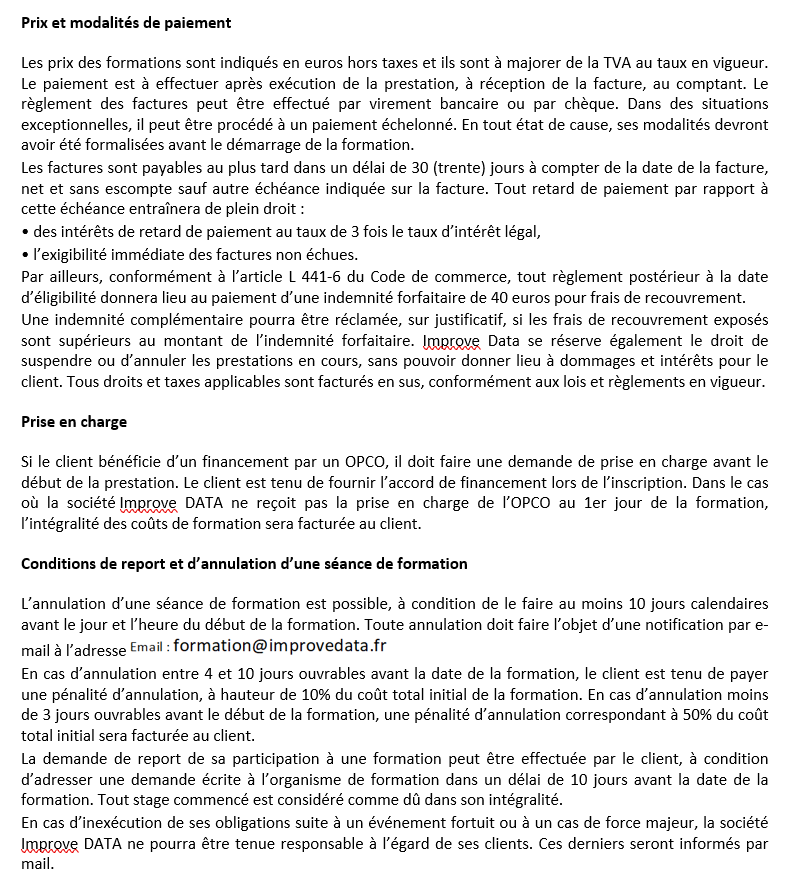 Prix et modalités de paiement
Les prix des formations sont indiqués en euros hors taxes et ils sont à majorer de la TVA au taux en vigueur.
Le paiement est à effectuer après exécution de la prestation, à réception de la facture, au comptant. Le
règlement des factures peut être effectué par virement bancaire ou par chèque. Dans des situations
exceptionnelles, il peut être procédé à un paiement échelonné. En tout état de cause, ses modalités devront
avoir été formalisées avant le démarrage de la formation.
Les factures sont payables au plus tard dans un délai de 30 (trente) jours à compter de la date de la facture,
net et sans escompte sauf autre échéance indiquée sur la facture. Tout retard de paiement par rapport à
cette échéance entraînera de plein droit :
• des intérêts de retard de paiement au taux de 3 fois le taux d’intérêt légal,
• l’exigibilité immédiate des factures non échues.
Par ailleurs, conformément à l’article L 441-6 du Code de commerce, tout règlement postérieur à la date
d’éligibilité donnera lieu au paiement d’une indemnité forfaitaire de 40 euros pour frais de recouvrement.
Une indemnité complémentaire pourra être réclamée, sur justificatif, si les frais de recouvrement exposés
sont supérieurs au montant de l’indemnité forfaitaire. Improve Data se réserve également le droit de
suspendre ou d’annuler les prestations en cours, sans pouvoir donner lieu à dommages et intérêts pour le
client. Tous droits et taxes applicables sont facturés en sus, conformément aux lois et règlements en vigueur.
Prise en charge
Si le client bénéficie d’un financement par un OPCO, il doit faire une demande de prise en charge avant le
début de la prestation. Le client est tenu de fournir l’accord de financement lors de l’inscription. Dans le cas
où la société Improve DATA ne reçoit pas la prise en charge de l’OPCO au 1er jour de la formation,
l’intégralité des coûts de formation sera facturée au client.
Conditions de report et d’annulation d’une séance de formation
L’annulation d’une séance de formation est possible, à condition de le faire au moins 10 jours calendaires
avant le jour et l’heure du début de la formation. Toute annulation doit faire l’objet d’une notification par e-
mail à l’adresse Email : formation@improvedata.fr
En cas d’annulation entre 4 et 10 jours ouvrables avant la date de la formation, le client est tenu de payer
une pénalité d’annulation, à hauteur de 10% du coût total initial de la formation. En cas d’annulation moins
de 3 jours ouvrables avant le début de la formation, une pénalité d’annulation correspondant à 50% du coût
total initial sera facturée au client.
La demande de report de sa participation à une formation peut être effectuée par le client, à condition
d’adresser une demande écrite à l’organisme de formation dans un délai de 10 jours avant la date de la
formation. Tout stage commencé est considéré comme dû dans son intégralité.
En cas d’inexécution de ses obligations suite à un événement fortuit ou à un cas de force majeur, la société
Improve DATA ne pourra être tenue responsable à l’égard de ses clients. Ces derniers seront informés par
mail.